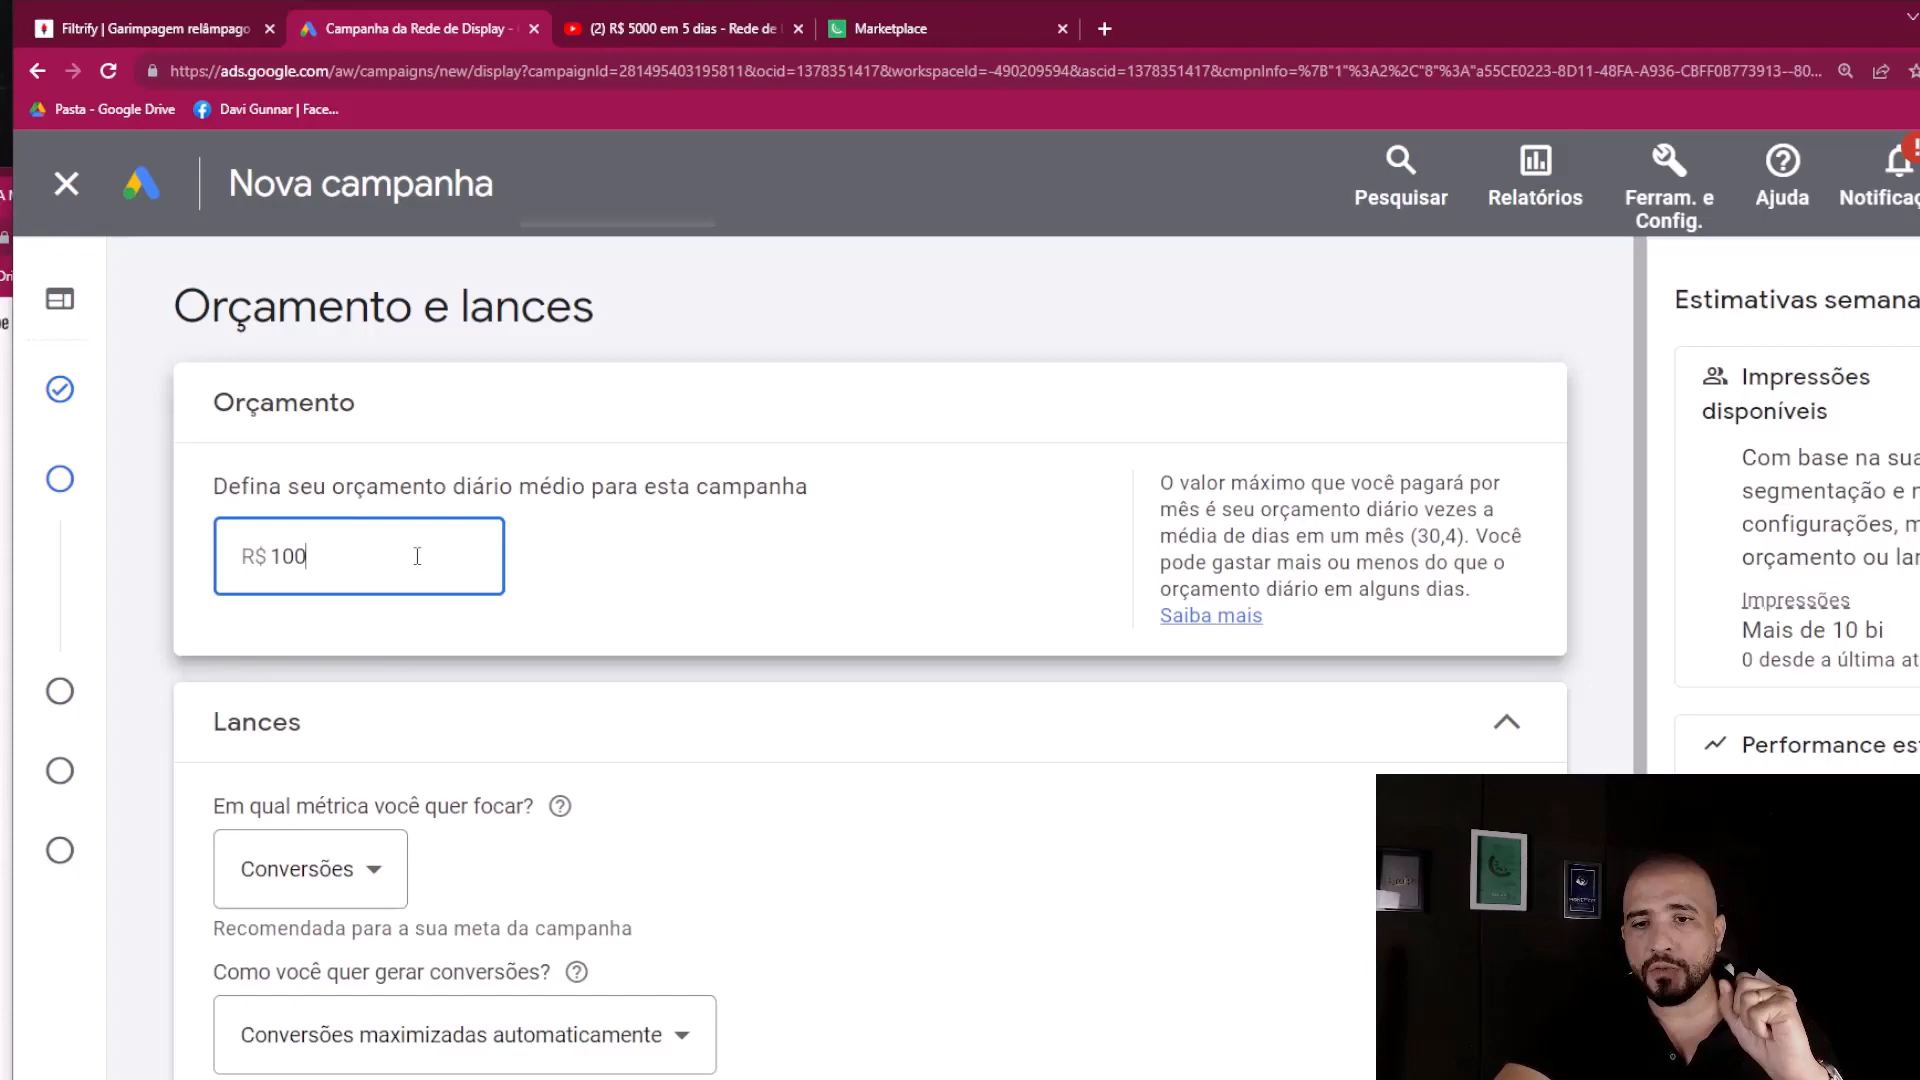 Filtrify | Garimpagem relâmpago
Campanha da Rede de Display -
(2) R$ 5000 em 5 dias - Rede de
Marketplace
https://ads.google.com/aw/campaigns/new/display?campaignId=281495403195811&ocid=1378351417&workspaceId=-490209594&ascid=1378351417&cmpnInfo=%7B"1"%3A2%2C"8"%3A"a55CE0223-8D11-48FA-A936-CBFF0B773913--80...
Pasta - Google Drive
Davi Gunnar | Face...
Nova campanha
Pesquisar
Relatórios
Ferram. e
Config.
Ajuda
Notificaç
Orçamento e lances
Orçamento
Defina seu orçamento diário médio para esta campanha
R$ 100
O valor máximo que você pagará por
mês é seu orçamento diário vezes a
média de dias em um mês (30,4). Você
pode gastar mais ou menos do que o
orçamento diário em alguns dias.
Saiba mais
Lances
Em qual métrica você quer focar?
Conversões
Recomendada para a sua meta da campanha
Como você quer gerar conversões?
Conversões maximizadas automaticamente
Estimativas semana
Impressões
disponíveis
Com base na sua
segmentação e
configurações, m
orçamento ou lan
Impressões
Mais de 10 bi
0 desde a última at
Performance es